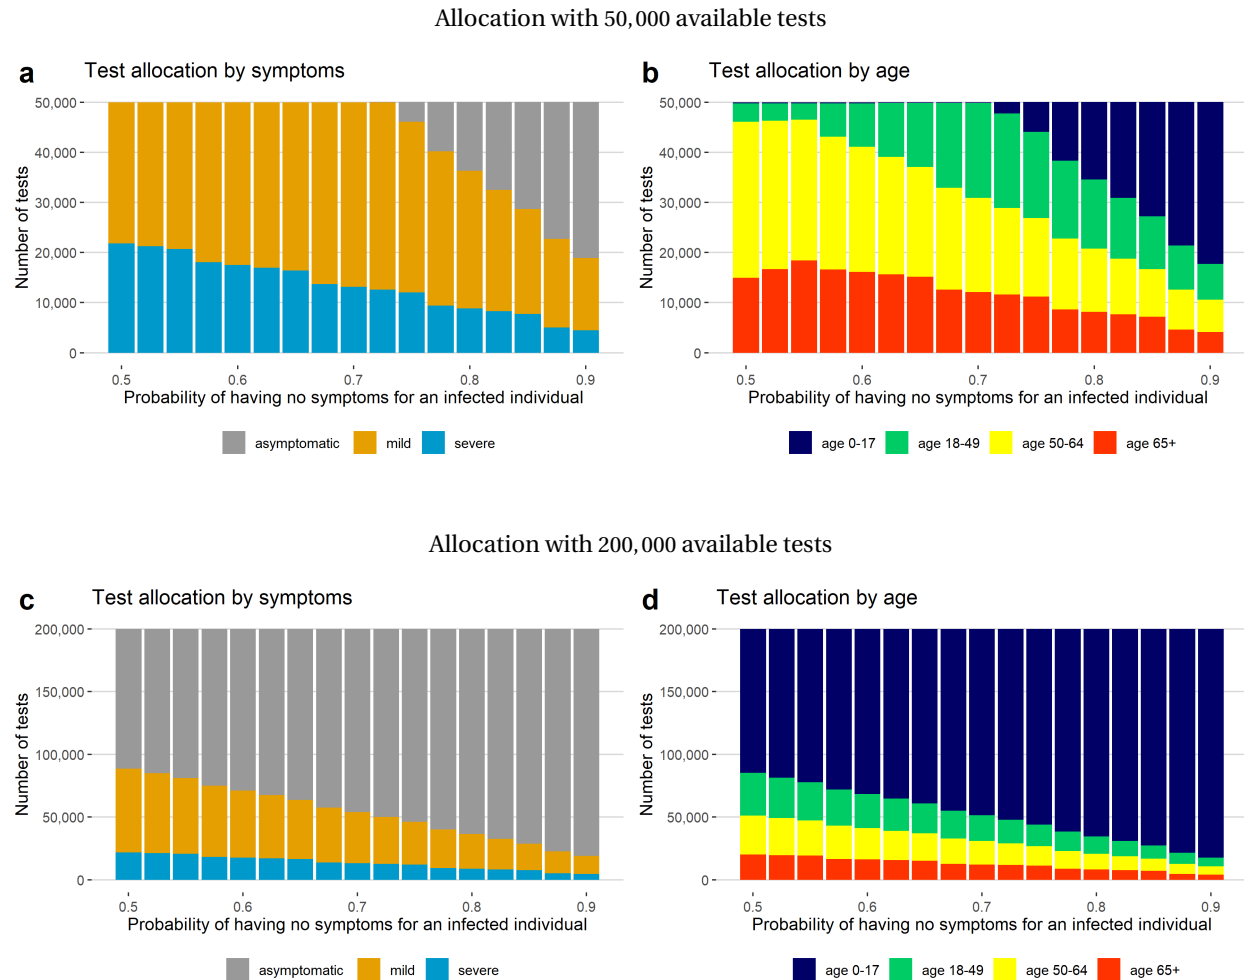 Allocation with 50,000 available tests
a Test allocation by symptoms
50,000
40,000
30,000
20,000
10,000
0
Number of tests
0.5 0.6 0.7 0.8 0.9
Probability of having no symptoms for an infected individual
asymptomatic mild severe
b Test allocation by age
50,000
40,000
30,000
20,000
10,000
0
Number of tests
0.5 0.6 0.7 0.8 0.9
Probability of having no symptoms for an infected individual
age 0-17 age 18-49 age 50-64 age 65+
Allocation with 200,000 available tests
c Test allocation by symptoms
200,000
150,000
100,000
50,000
0
Number of tests
0.5 0.6 0.7 0.8 0.9
Probability of having no symptoms for an infected individual
asymptomatic mild severe
d Test allocation by age
200,000
150,000
100,000
50,000
0
Number of tests
0.5 0.6 0.7 0.8 0.9
Probability of having no symptoms for an infected individual
age 0-17 age 18-49 age 50-64 age 65+